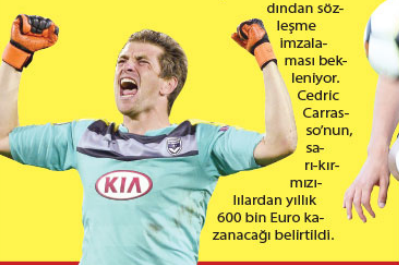 dından söz-
leşme
imzala-
ması bek-
leniyor.
Cedric
Carras-
so'nun,
sa-
rı-kır-
mızı-
lılardan yıllık
600 bin Euro ka-
zanacağı belirtildi.
KIA